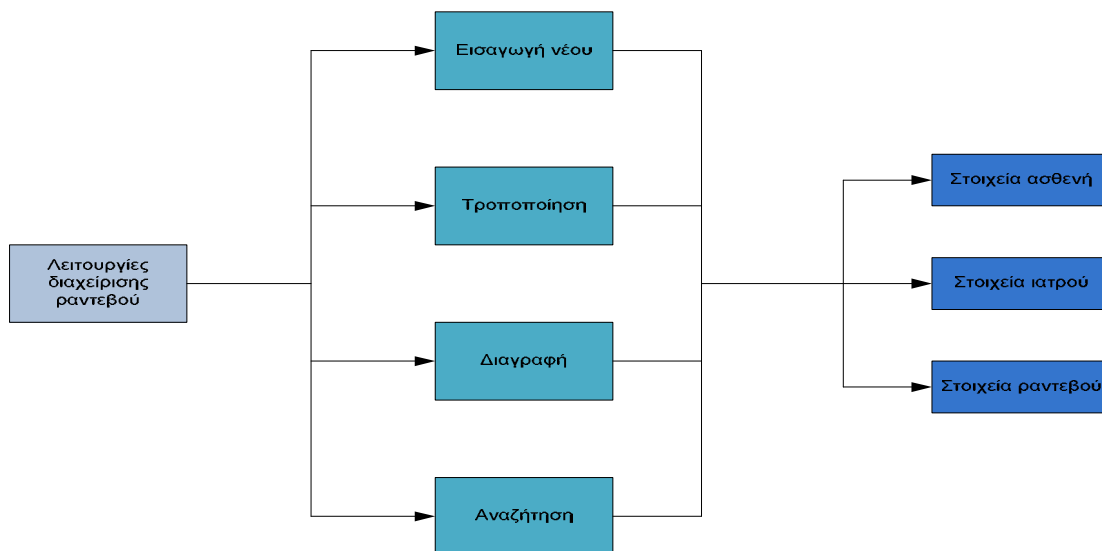 Εισαγωγή νέου
Στοιχεία ασθενή
Τροποποίηση
Λειτουργίες
διαχείρισης
ραντεβού
Στοιχεία ιατρού
Διαγραφή
Στοιχεία ραντεβού
Αναζήτηση